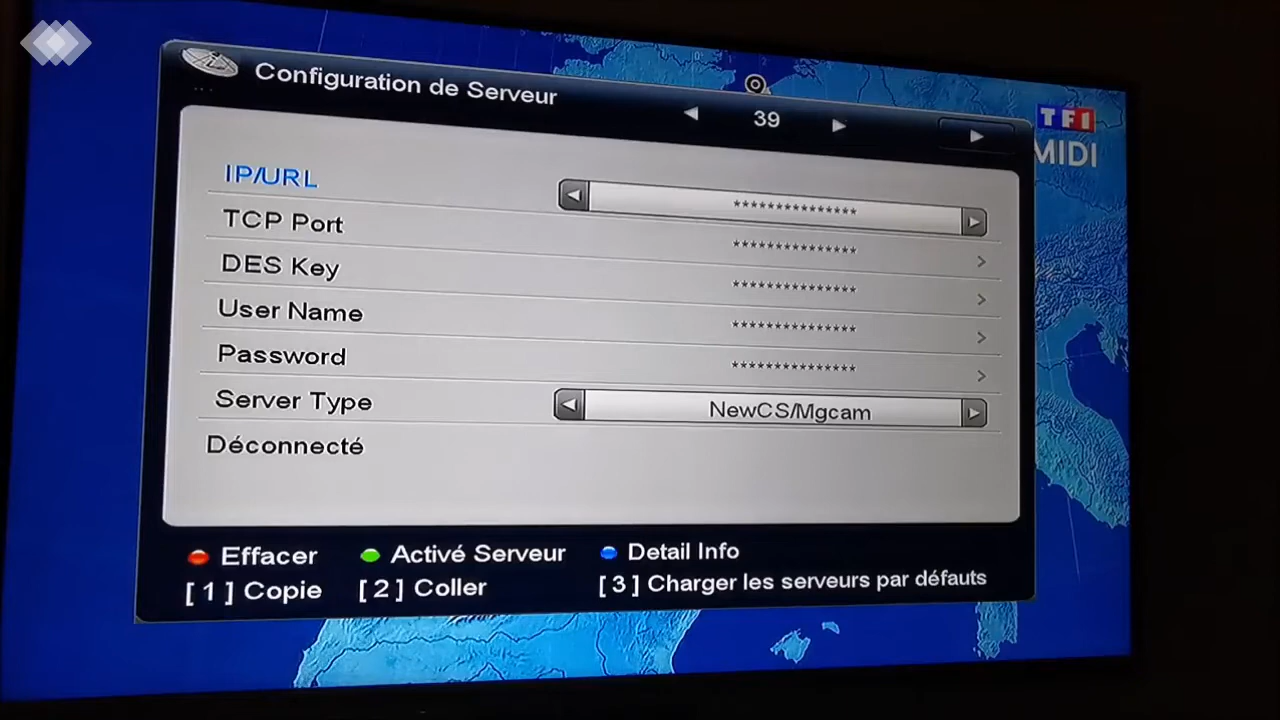 Configuration de Serveur
39
TF1
MIDI
IP/URL ***************
TCP Port ***************
DES Key ***************
User Name ***************
Password ***************
Server Type NewCS/Mgcam
Déconnecté
Effacer Activé Serveur Detail Info
[ 1 ] Copie [ 2 ] Coller [ 3 ] Charger les serveurs par défauts